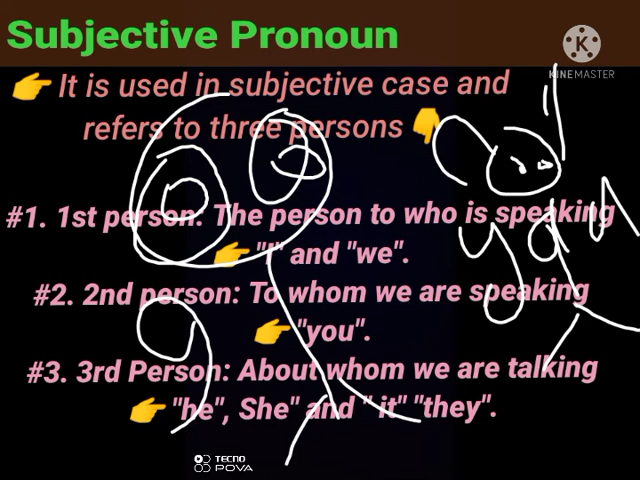 Subjective Pronoun
K
KINEMASTER
👉 It is used in subjective case and
refers to three persons 👇
#1. 1st person: The person to who is speaking
👉 "I" and "we".
#2. 2nd person: To whom we are speaking
👉 "you".
#3. 3rd Person: About whom we are talking
👉 "he", She" and " it" "they".
TECNO
POVA